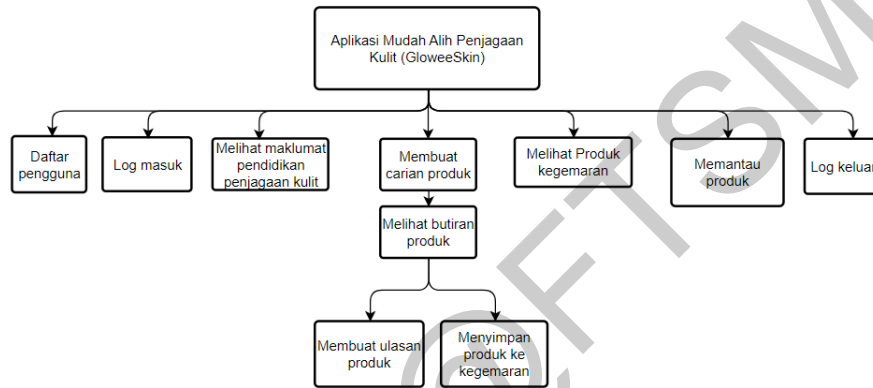 Aplikasi Mudah Alih Penjagaan
Kulit (GloweeSkin)
Daftar
pengguna
Log masuk
Melihat maklumat
pendidikan
penjagaan kulit
Membuat
carian produk
Melihat Produk
kegemaran
Memantau
produk
Log keluar
Melihat butiran
produk
Membuat ulasan
produk
Menyimpan
produk ke
kegemaran
@FTSM